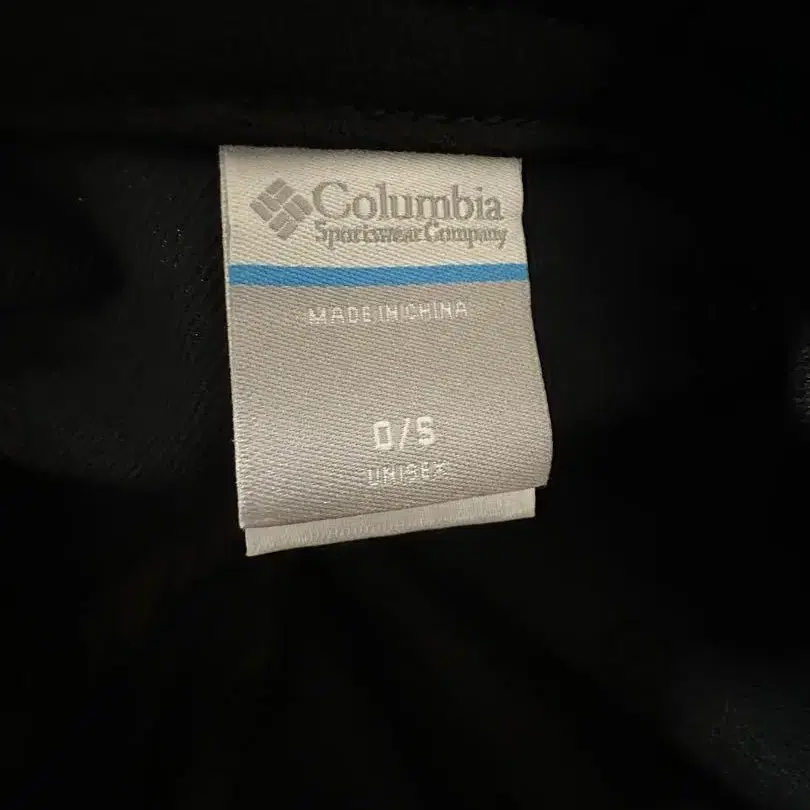 Columbia
Sportswear Company
MADE IN CHINA
O/S
UNISEX